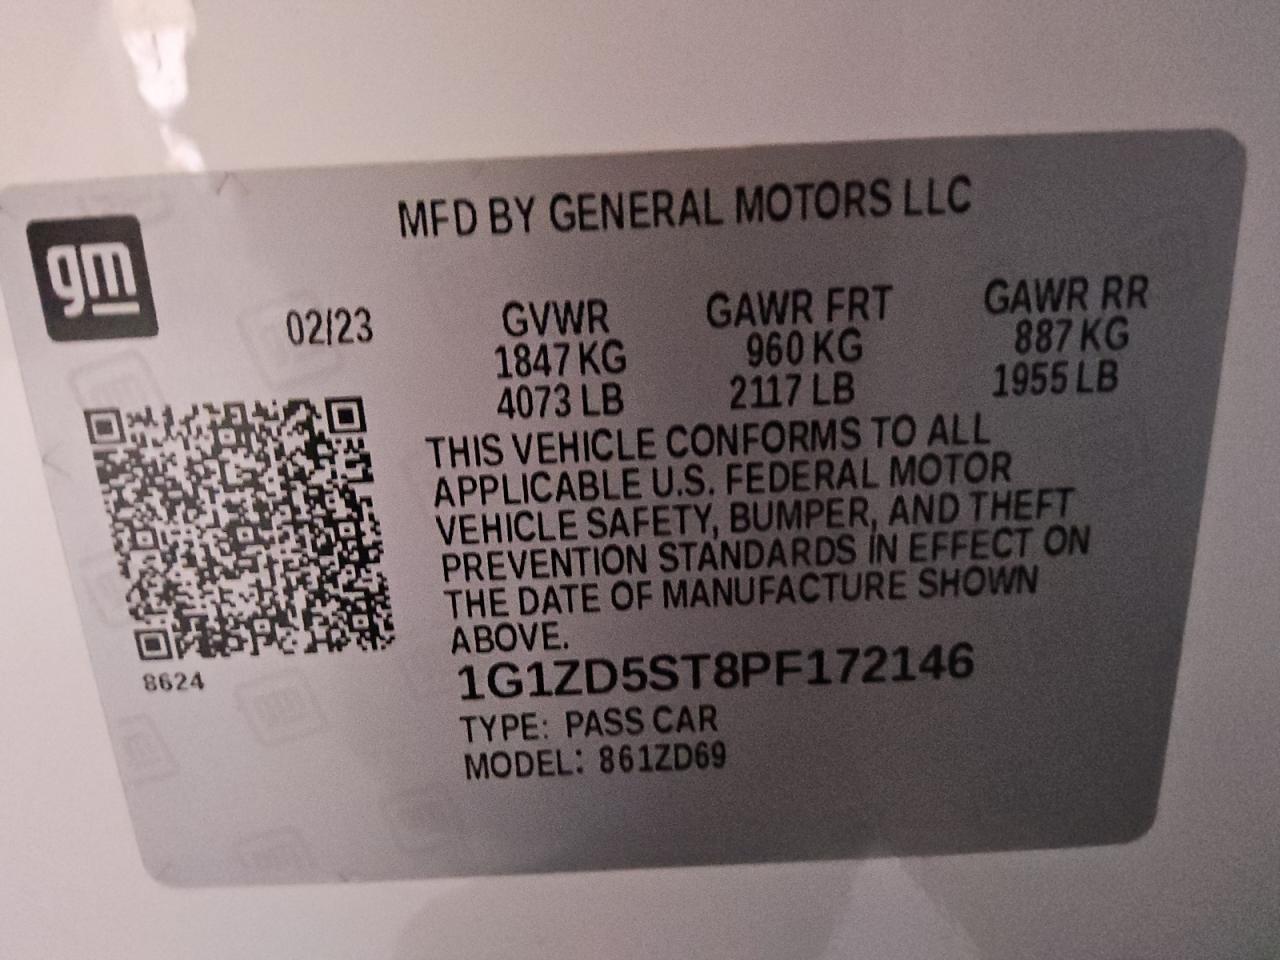 MFD BY GENERAL MOTORS LLC
gm
02/23
GVWR GAWR FRT GAWR RR
1847 KG 960 KG 887 KG
4073 LB 2117 LB 1955 LB
THIS VEHICLE CONFORMS TO ALL
APPLICABLE U.S. FEDERAL MOTOR
VEHICLE SAFETY, BUMPER, AND THEFT
PREVENTION STANDARDS IN EFFECT ON
THE DATE OF MANUFACTURE SHOWN
ABOVE.
8624
1G1ZD5ST8PF172146
TYPE: PASS CAR
MODEL: 861ZD69